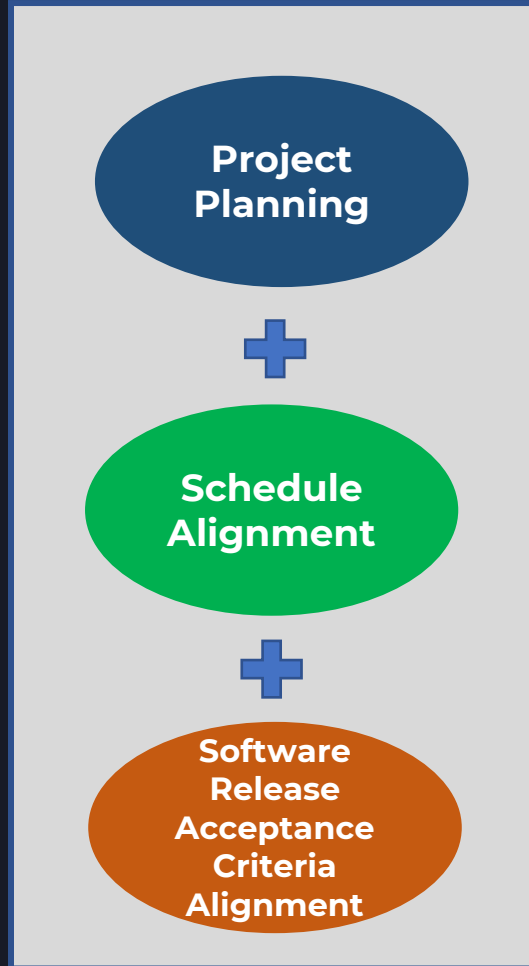 Project
Planning
Schedule
Alignment
Software
Release
Acceptance
Criteria
Alignment